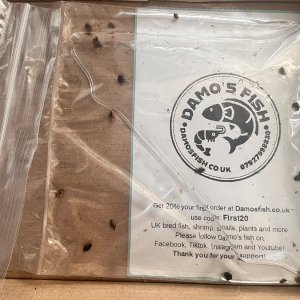 DAMO'S FISH
DAMOSFISH.CO.UK
Get 20% your first order at Damosfish.co.uk -
use code: First20
UK bred fish, shrimp, snails, plants and more
Please follow Damo's fish on,
Facebook, Tiktok, Instagram and Youtube!
Thank you for your support!